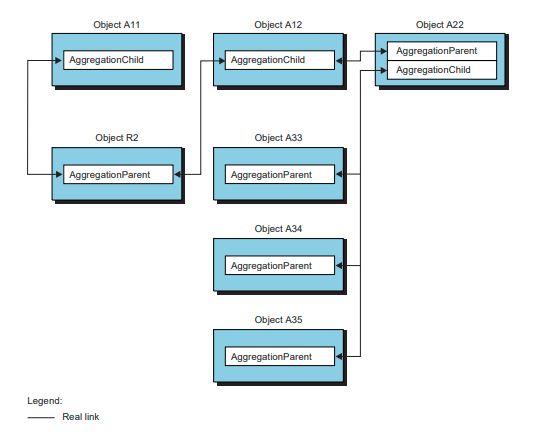 Object A11
Object A12
Object A22
AggregationChild
AggregationChild
AggregationParent
AggregationChild
Object R2
Object A33
AggregationParent
AggregationParent
Object A34
AggregationParent
Object A35
AggregationParent
Legend:
Real link